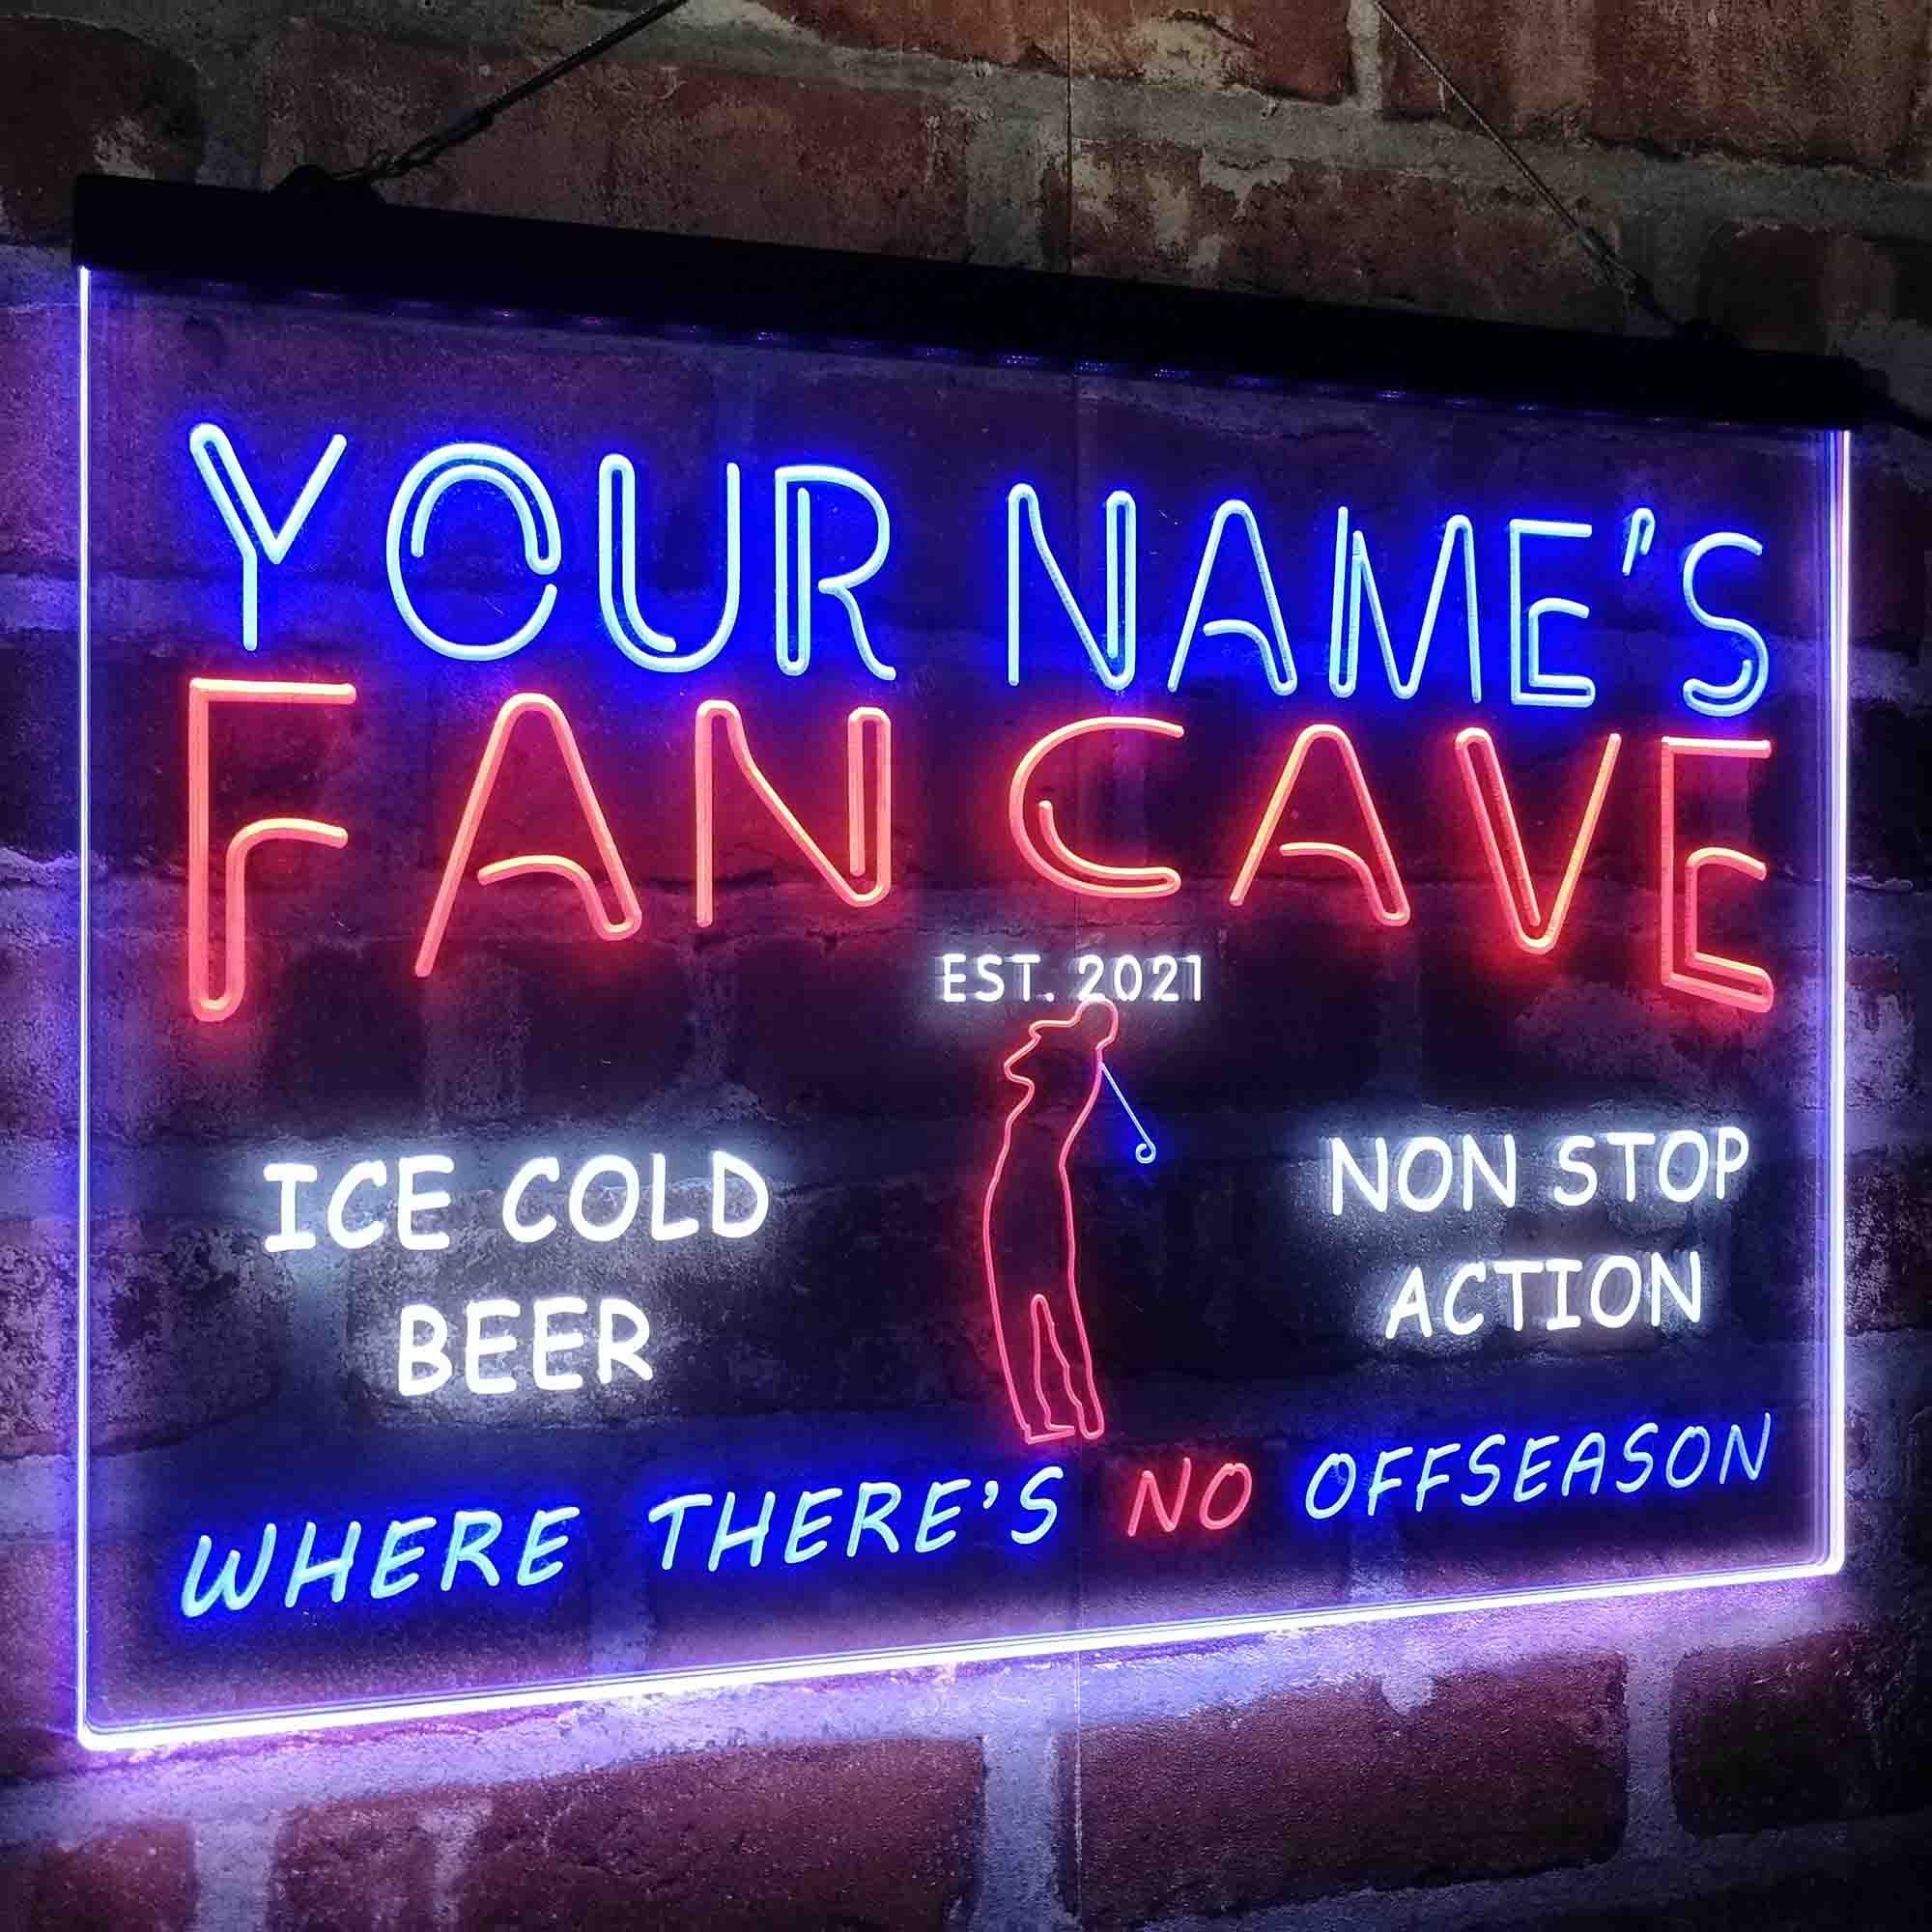 YOUR NAME'S
FAN CAVE
EST. 2021
ICE COLD
BEER
NON STOP
ACTION
WHERE THERE'S NO OFFSEASON